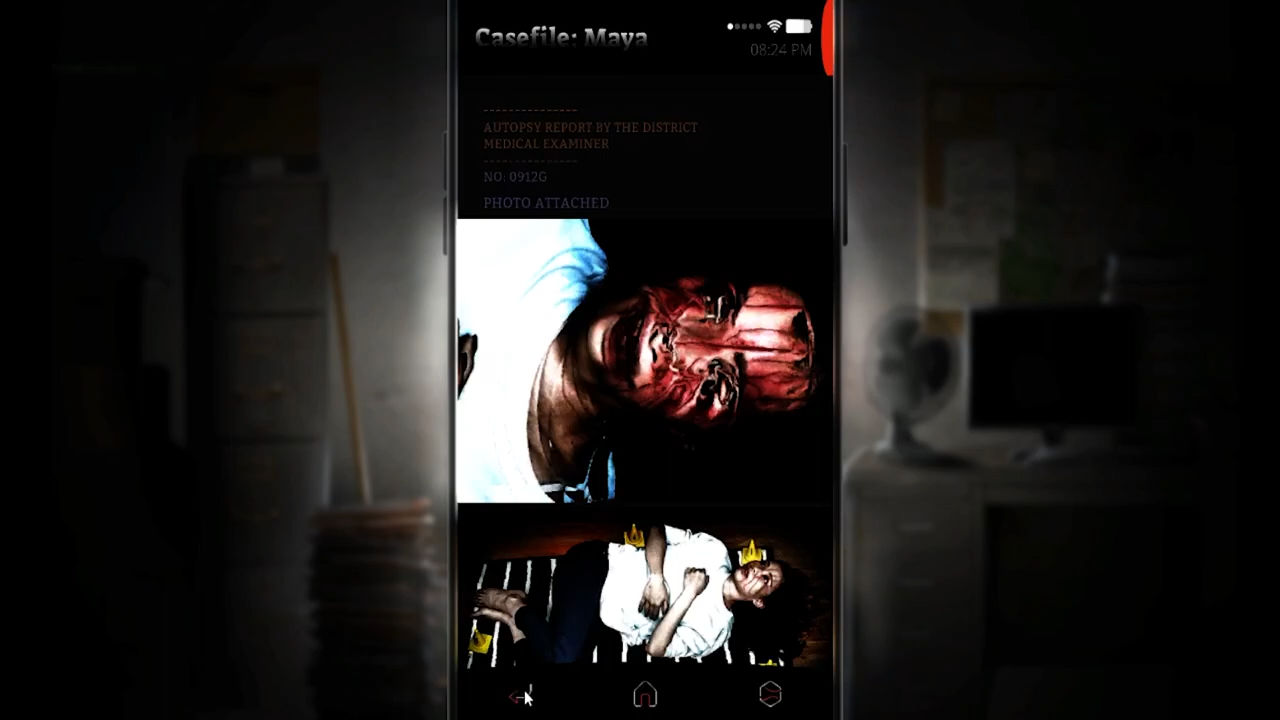 Casefile: Maya
08:24 PM
---------------
AUTOPSY REPORT BY THE DISTRICT
MEDICAL EXAMINER
---------------
NO: 0912G
PHOTO ATTACHED